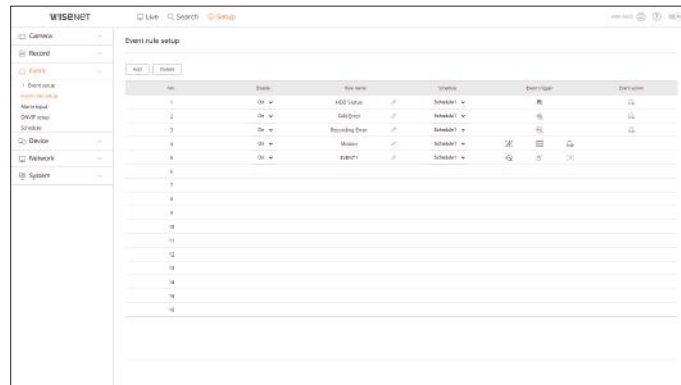 WISENET
Live Search Setup
Camera
Record
Event
Event setup
Event rule setup
Alarm input
ONVIF setup
Schedule
Device
Network
System
Event rule setup
Add Delete
No. Enable Rule name Schedule Event trigger Event action
1 On HDD Status Schedule1
2 On FAN Error Schedule1
3 On Recording Error Schedule1
4 On Motion Schedule1
5 On EVENT1 Schedule1
6
7
8
9
10
11
12
13
14
15
16